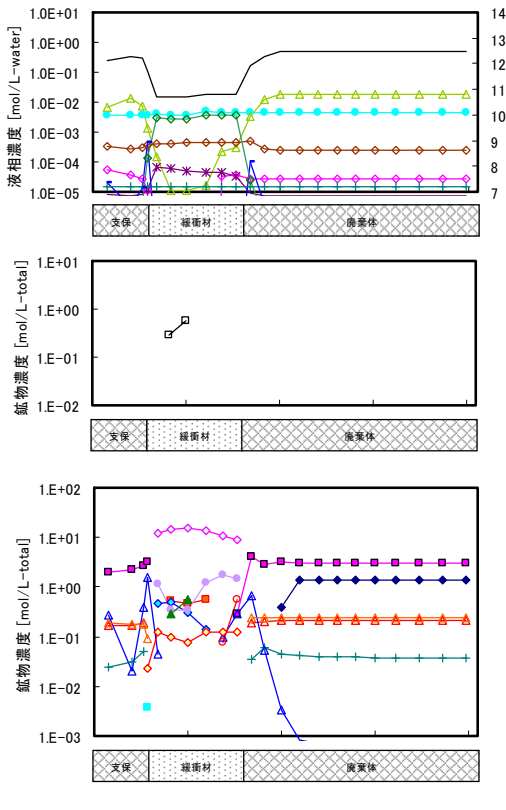 液相濃度 [mol/L-water]
1.0E+01
1.0E+00
1.0E-01
1.0E-02
1.0E-03
1.0E-04
1.0E-05
14
13
12
11
10
9
8
7
支保 緩衝材 廃棄体
鉱物濃度 [mol/L-total]
1.E+01
1.E+00
1.E-01
1.E-02
支保 緩衝材 廃棄体
鉱物濃度 [mol/L-total]
1.E+02
1.E+01
1.E+00
1.E-01
1.E-02
1.E-03
支保 緩衝材 廃棄体